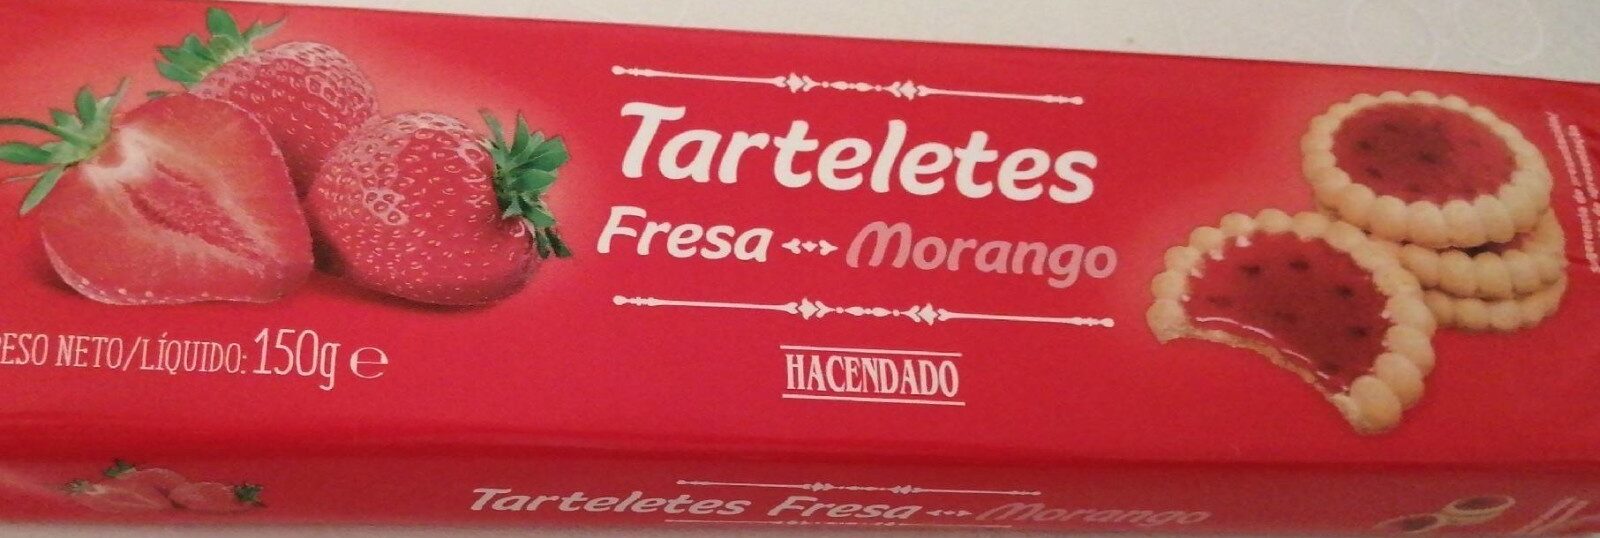 Tarteletes
Fresa Morango
HACENDADO
PESO NETO/LÍQUIDO: 150g e
Tarteletes Fresa Morango